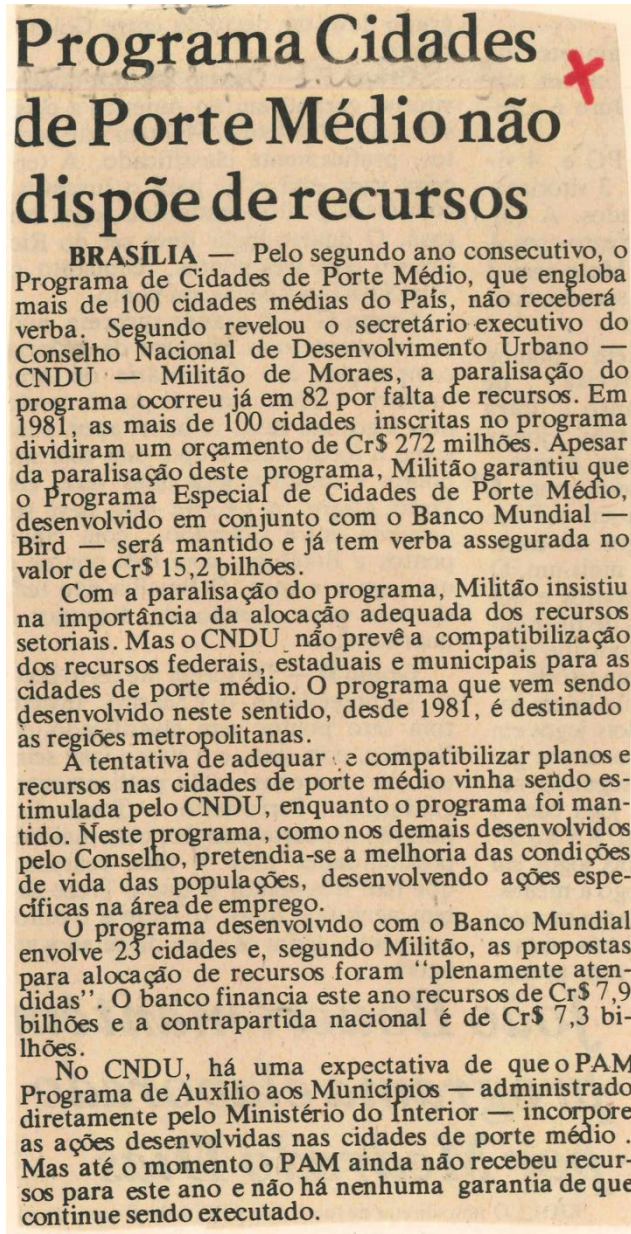 Programa Cidades
de Porte Médio não
dispõe de recursos
BRASÍLIA — Pelo segundo ano consecutivo, o
Programa de Cidades de Porte Médio, que engloba
mais de 100 cidades médias do País, não receberá
verba. Segundo revelou o secretário executivo do
Conselho Nacional de Desenvolvimento Urbano —
CNDU — Militão de Moraes, a paralisação do
programa ocorreu já em 82 por falta de recursos. Em
1981, as mais de 100 cidades inscritas no programa
dividiram um orçamento de Cr$ 272 milhões. Apesar
da paralisação deste programa, Militão garantiu que
o Programa Especial de Cidades de Porte Médio,
desenvolvido em conjunto com o Banco Mundial —
Bird — será mantido e já tem verba assegurada no
valor de Cr$ 15,2 bilhões.
Com a paralisação do programa, Militão insistiu
na importância da alocação adequada dos recursos
setoriais. Mas o CNDU não prevê a compatibilização
dos recursos federais, estaduais e municipais para as
cidades de porte médio. O programa que vem sendo
desenvolvido neste sentido, desde 1981, é destinado
às regiões metropolitanas.
A tentativa de adequar e compatibilizar planos e
recursos nas cidades de porte médio vinha sendo es-
timulada pelo CNDU, enquanto o programa foi man-
tido. Neste programa, como nos demais desenvolvidos
pelo Conselho, pretendia-se a melhoria das condições
de vida das populações, desenvolvendo ações espe-
cíficas na área de emprego.
O programa desenvolvido com o Banco Mundial
envolve 23 cidades e, segundo Militão, as propostas
para alocação de recursos foram "plenamente aten-
didas". O banco financia este ano recursos de Cr$ 7,9
bilhões e a contrapartida nacional é de Cr$ 7,3 bi-
lhões.
No CNDU, há uma expectativa de que o PAM
Programa de Auxílio aos Municípios — administrado
diretamente pelo Ministério do Interior — incorpore
as ações desenvolvidas nas cidades de porte médio.
Mas até o momento o PAM ainda não recebeu recur-
sos para este ano e não há nenhuma garantia de que
continue sendo executado.